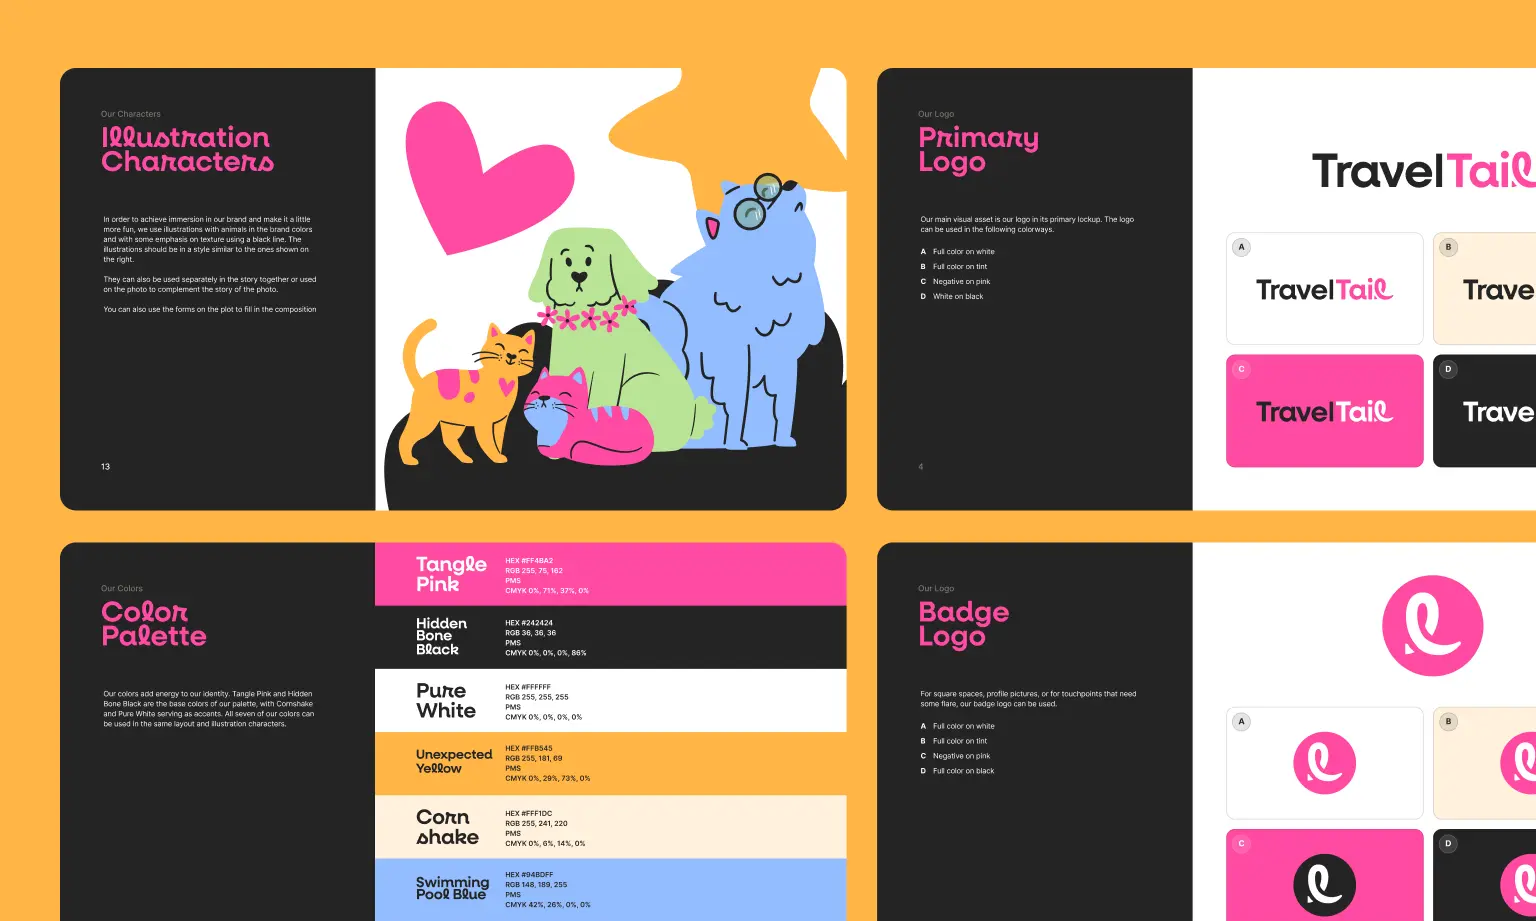 Our Characters
Illustration
Characters
In order to achieve immersion in our brand and make it a little
more fun, we use illustrations with animals in the brand colors
and with some emphasis on texture using a black line. The
illustrations should be in a style similar to the ones shown on
the right.
They can also be used separately in the story together or used
on the photo to complement the story of the photo.
You can also use the forms on the plot to fill in the composition
13
Our Logo
Primary
Logo
Our main visual asset is our logo in its primary lockup. The logo
can be used in the following colorways.
A Full color on white
B Full color on tint
C Negative on pink
D White on black
4
TravelTail
A
TravelTail
B
Trave
C
TravelTail
D
Trave
Our Colors
Color
Palette
Our colors add energy to our identity. Tangle Pink and Hidden
Bone Black are the base colors of our palette, with Cornshake
and Pure White serving as accents. All seven of our colors can
be used in the same layout and illustration characters.
Tangle
Pink
HEX #FF4BA2
RGB 255, 75, 162
PMS
CMYK 0%, 71%, 37%, 0%
Hidden
Bone
Black
HEX #242424
RGB 36, 36, 36
PMS
CMYK 0%, 0%, 0%, 86%
Pure
White
HEX #FFFFFF
RGB 255, 255, 255
PMS
CMYK 0%, 0%, 0%, 0%
Unexpected
Yellow
HEX #FFB545
RGB 255, 181, 69
PMS
CMYK 0%, 29%, 73%, 0%
Corn
shake
HEX #FFF1DC
RGB 255, 241, 220
PMS
CMYK 0%, 6%, 14%, 0%
Swimming
Pool Blue
HEX #94BDFF
RGB 148, 189, 255
PMS
CMYK 42%, 26%, 0%, 0%
Our Logo
Badge
Logo
For square spaces, profile pictures, or for touchpoints that need
some flare, our badge logo can be used.
A Full color on white
B Full color on tint
C Negative on pink
D Full color on black
A
B
C
D